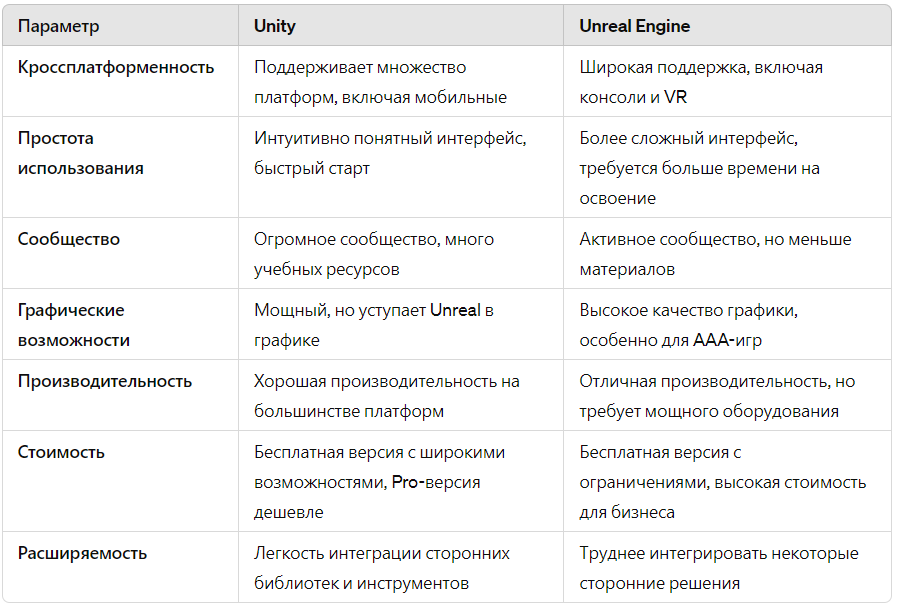 Параметр Unity Unreal Engine
Кроссплатформенность Поддерживает множество Широкая поддержка, включая
платформ, включая мобильные консоли и VR
Простота Интуитивно понятный интерфейс, Более сложный интерфейс,
использования быстрый старт требуется больше времени на
освоение
Сообщество Огромное сообщество, много Активное сообщество, но меньше
учебных ресурсов материалов
Графические Мощный, но уступает Unreal в Высокое качество графики,
возможности графике особенно для AAA-игр
Производительность Хорошая производительность на Отличная производительность, но
большинстве платформ требует мощного оборудования
Стоимость Бесплатная версия с широкими Бесплатная версия с
возможностями, Pro-версия ограничениями, высокая стоимость
дешевле для бизнеса
Расширяемость Легкость интеграции сторонних Труднее интегрировать некоторые
библиотек и инструментов сторонние решения